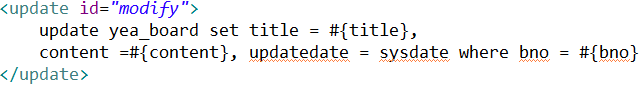 <update id="modify">
update yea_board set title = #{title},
content =#{content}, updatedate = sysdate where bno = #{bno}
</update>